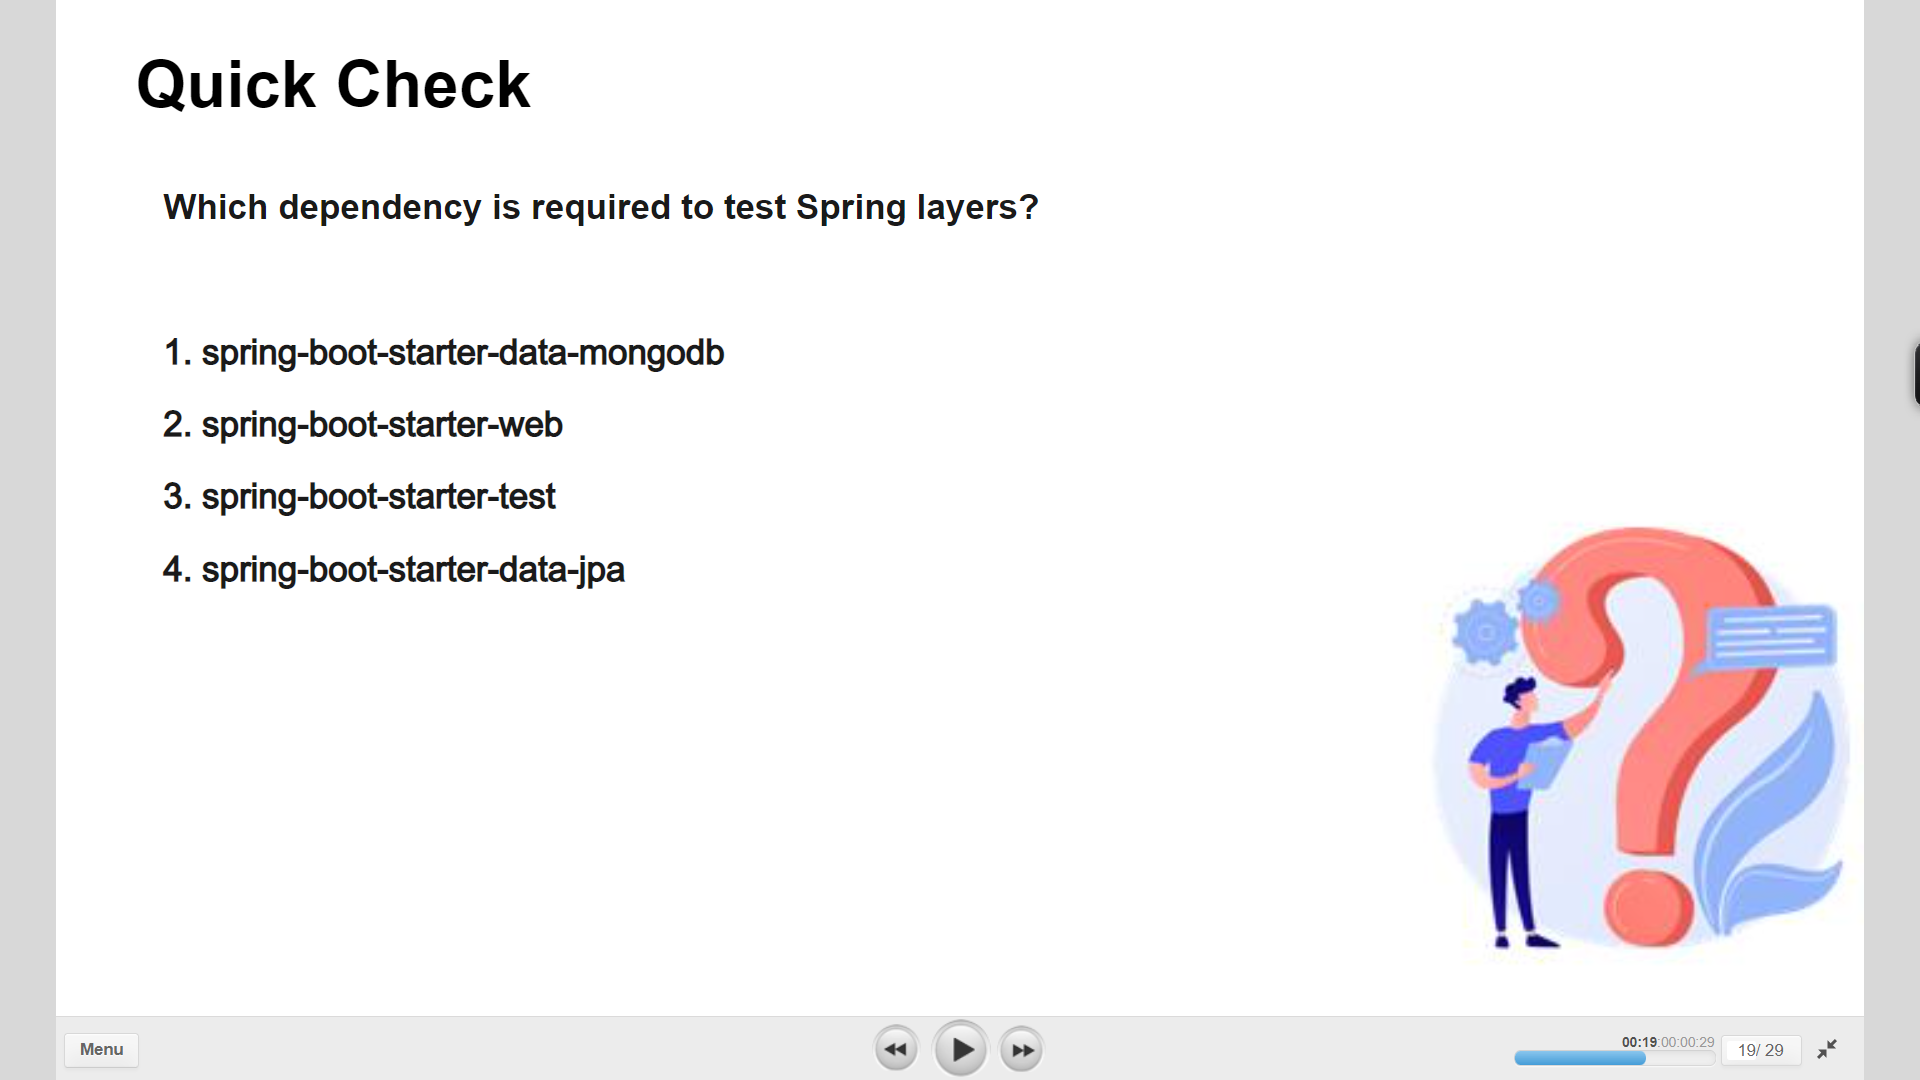 Quick Check
Which dependency is required to test Spring layers?
1. spring-boot-starter-data-mongodb
2. spring-boot-starter-web
3. spring-boot-starter-test
4. spring-boot-starter-data-jpa
Menu
00:19:00:00:29
19/ 29